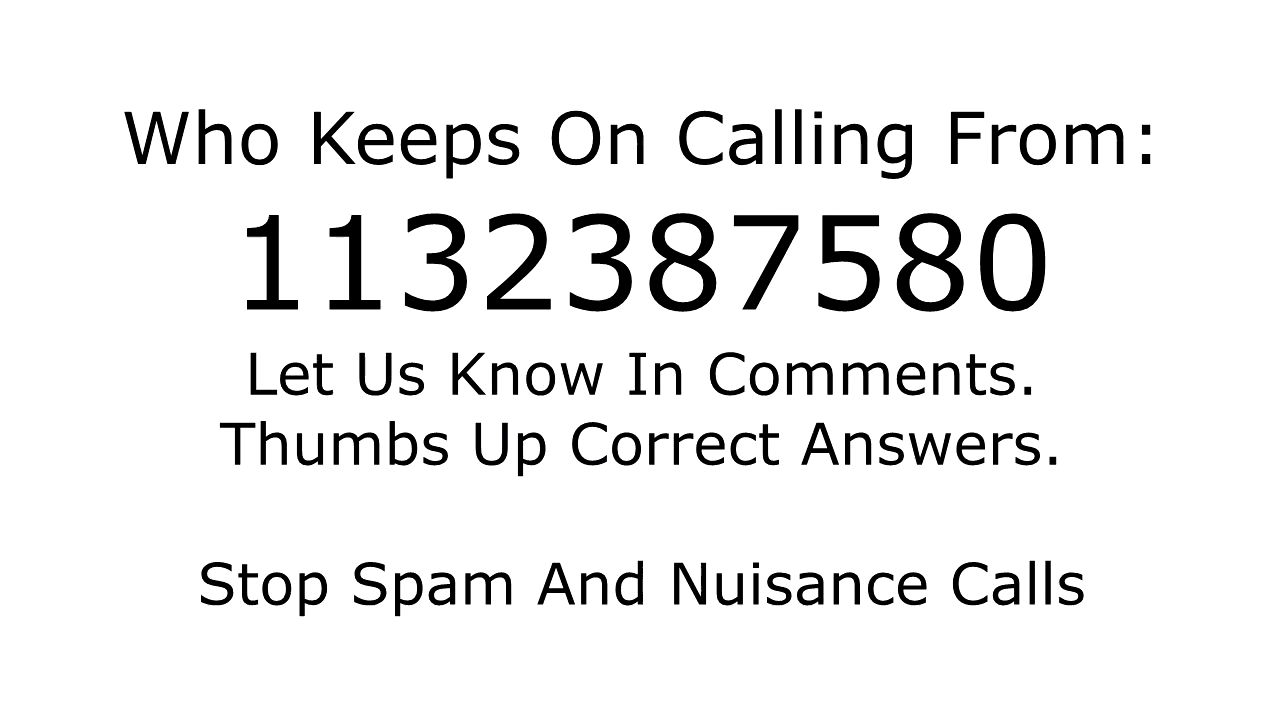 Who Keeps On Calling From:
1132387580
Let Us Know In Comments.
Thumbs Up Correct Answers.
Stop Spam And Nuisance Calls